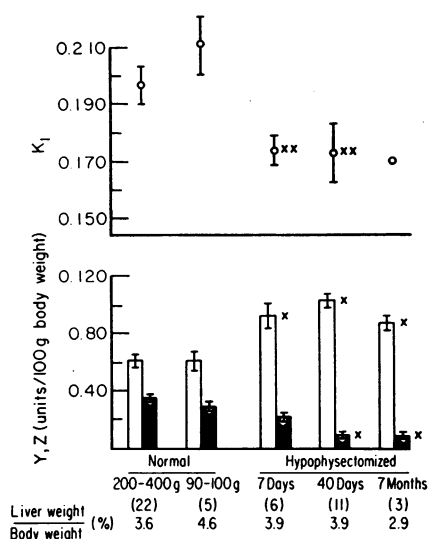 0.210
0.190
K1
0.170
0.150
x x
x x
Y, Z (units/100g body weight)
0.120
0.80
0.40
x
x
x
x
x
Normal
Hypophysectomized
200-400g 90-100g 7 Days 40 Days 7 Months
(22) (5) (6) (11) (3)
Liver weight
Body weight (%) 3.6 4.6 3.9 3.9 2.9